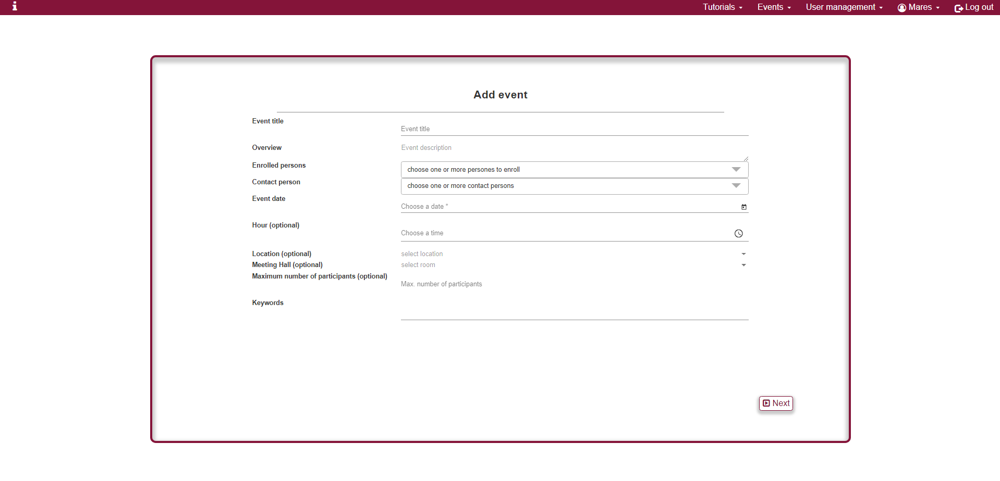 Tutorials Events User management Mares Log out
Add event
Event title
Event title
Overview
Event description
Enrolled persons
choose one or more persones to enroll
Contact person
choose one or more contact persons
Event date
Choose a date *
Hour (optional)
Choose a time
Location (optional)
select location
Meeting Hall (optional)
select room
Maximum number of participants (optional)
Max. number of participants
Keywords
Next